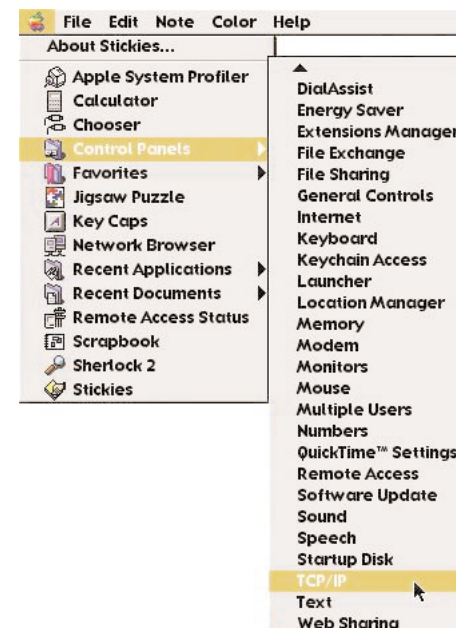 File Edit Note Color Help
About Stickies...
Apple System Profiler
Calculator
Chooser
Control Panels
Favorites
Jigsaw Puzzle
Key Caps
Network Browser
Recent Applications
Recent Documents
Remote Access Status
Scrapbook
Sherlock 2
Stickies
DialAssist
Energy Saver
Extensions Manager
File Exchange
File Sharing
General Controls
Internet
Keyboard
Keychain Access
Launcher
Location Manager
Memory
Modem
Monitors
Mouse
Multiple Users
Numbers
QuickTime™ Settings
Remote Access
Software Update
Sound
Speech
Startup Disk
TCP/IP
Text
Web Sharing